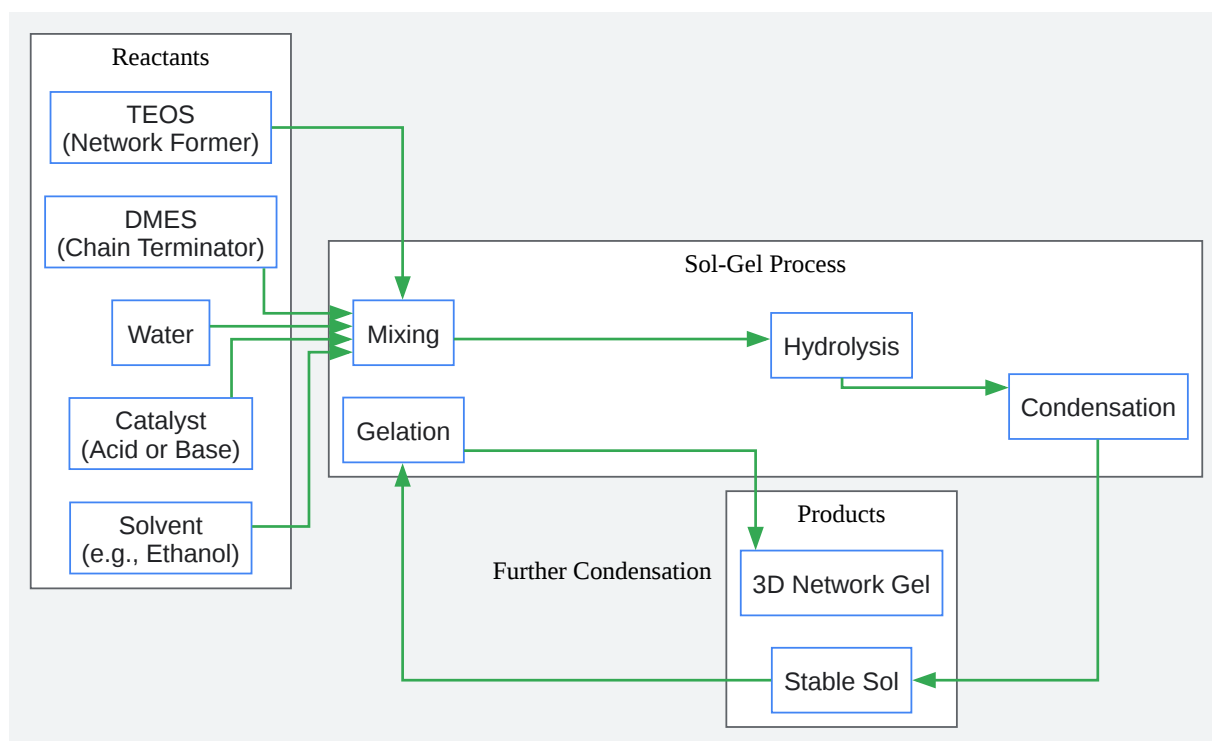 Reactants
TEOS
(Network Former)
DMES
(Chain Terminator)
Water
Catalyst
(Acid or Base)
Solvent
(e.g., Ethanol)
Sol-Gel Process
Mixing
Hydrolysis
Condensation
Gelation
Further Condensation
Products
3D Network Gel
Stable Sol